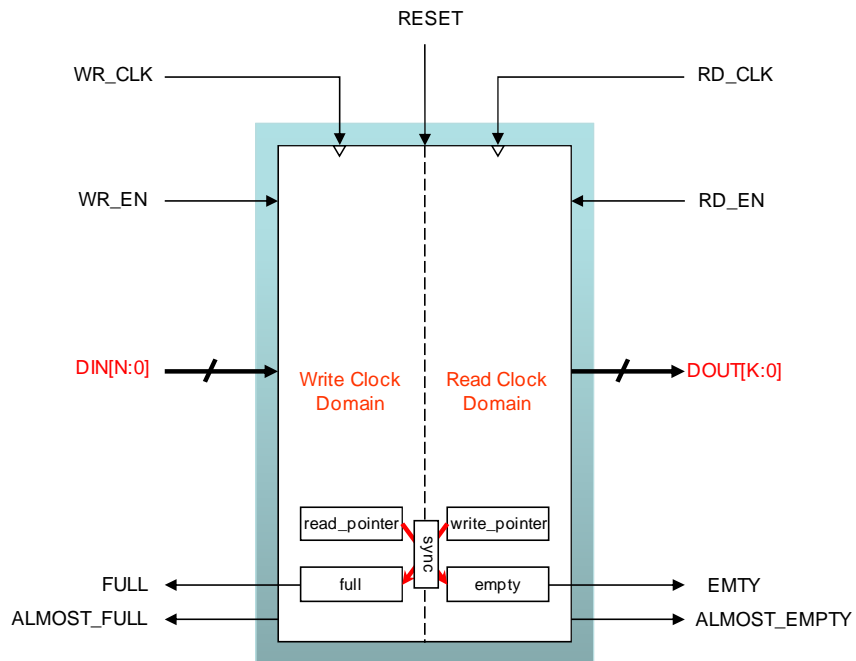 RESET
WR_CLK
RD_CLK
WR_EN
RD_EN
DIN[N:0]
Write Clock
Domain
Read Clock
Domain
DOUT[K:0]
read_pointer
sync
write_pointer
FULL
full
empty
EMTY
ALMOST_FULL
ALMOST_EMPTY